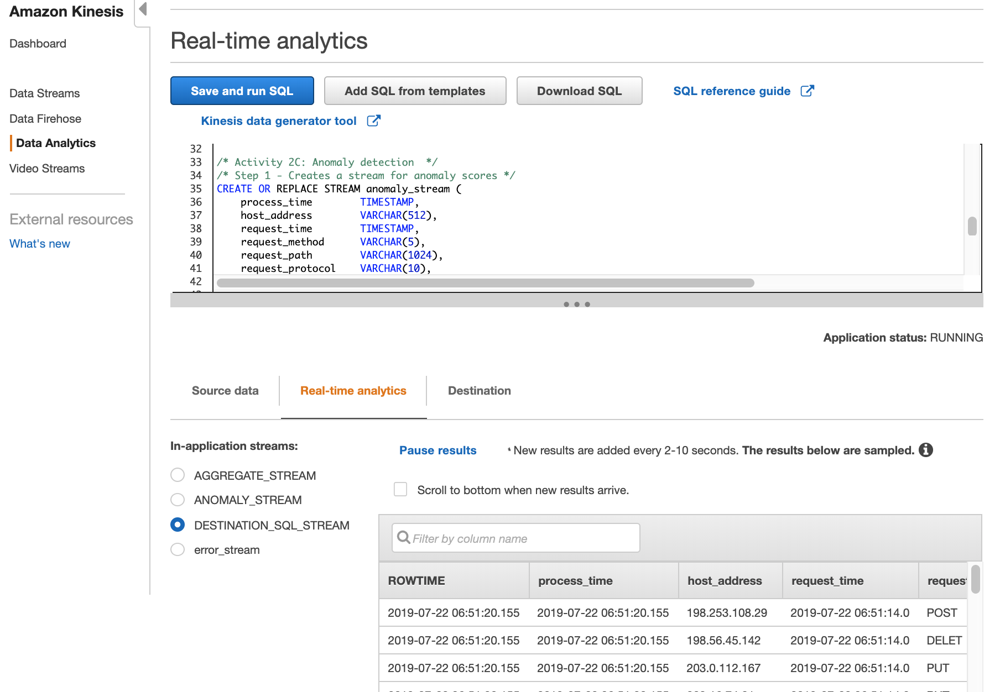 Amazon Kinesis
Dashboard
Data Streams
Data Firehose
Data Analytics
Video Streams
External resources
What's new
Real-time analytics
Save and run SQL
Add SQL from templates
Download SQL
SQL reference guide
Kinesis data generator tool
32
33 /* Activity 2C: Anomaly detection */
34 /* Step 1 - Creates a stream for anomaly scores */
35 CREATE OR REPLACE STREAM anomaly_stream (
36 process_time TIMESTAMP,
37 host_address VARCHAR(512),
38 request_time TIMESTAMP,
39 request_method VARCHAR(5),
40 request_path VARCHAR(1024),
41 request_protocol VARCHAR(10),
42
Application status: RUNNING
Source data
Real-time analytics
Destination
In-application streams:
AGGREGATE_STREAM
ANOMALY_STREAM
DESTINATION_SQL_STREAM
error_stream
Pause results
New results are added every 2-10 seconds. The results below are sampled.
Scroll to bottom when new results arrive.
Filter by column name
ROWTIME process_time host_address request_time request
2019-07-22 06:51:20.155 2019-07-22 06:51:20.155 198.253.108.29 2019-07-22 06:51:14.0 POST
2019-07-22 06:51:20.155 2019-07-22 06:51:20.155 198.56.45.142 2019-07-22 06:51:14.0 DELET
2019-07-22 06:51:20.155 2019-07-22 06:51:20.155 203.0.112.167 2019-07-22 06:51:14.0 PUT